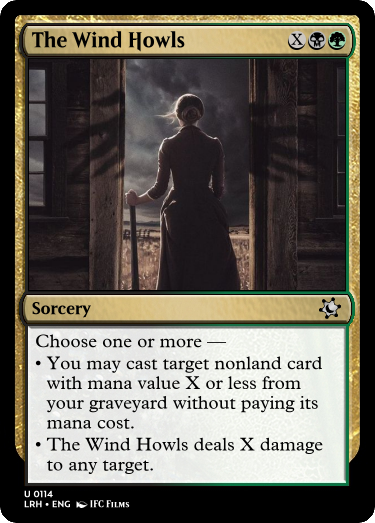 The Wind Howls
X
Sorcery
Choose one or more —
• You may cast target nonland card
with mana value X or less from
your graveyard without paying its
mana cost.
• The Wind Howls deals X damage
to any target.
U 0114
LRH • ENG IFC Films